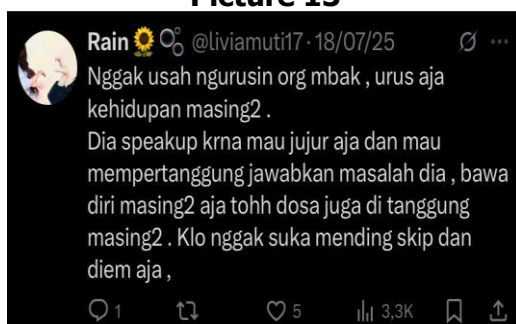 Picture 13
Rain🌻🫧 @liviamuti17 · 18/07/25
Nggak usah ngurusin org mbak , urus aja
kehidupan masing2 .
Dia speakup krna mau jujur aja dan mau
mempertanggung jawabkan masalah dia , bawa
diri masing2 aja tohh dosa juga di tanggung
masing2 . Klo nggak suka mending skip dan
diem aja ,
1 5 3,3K